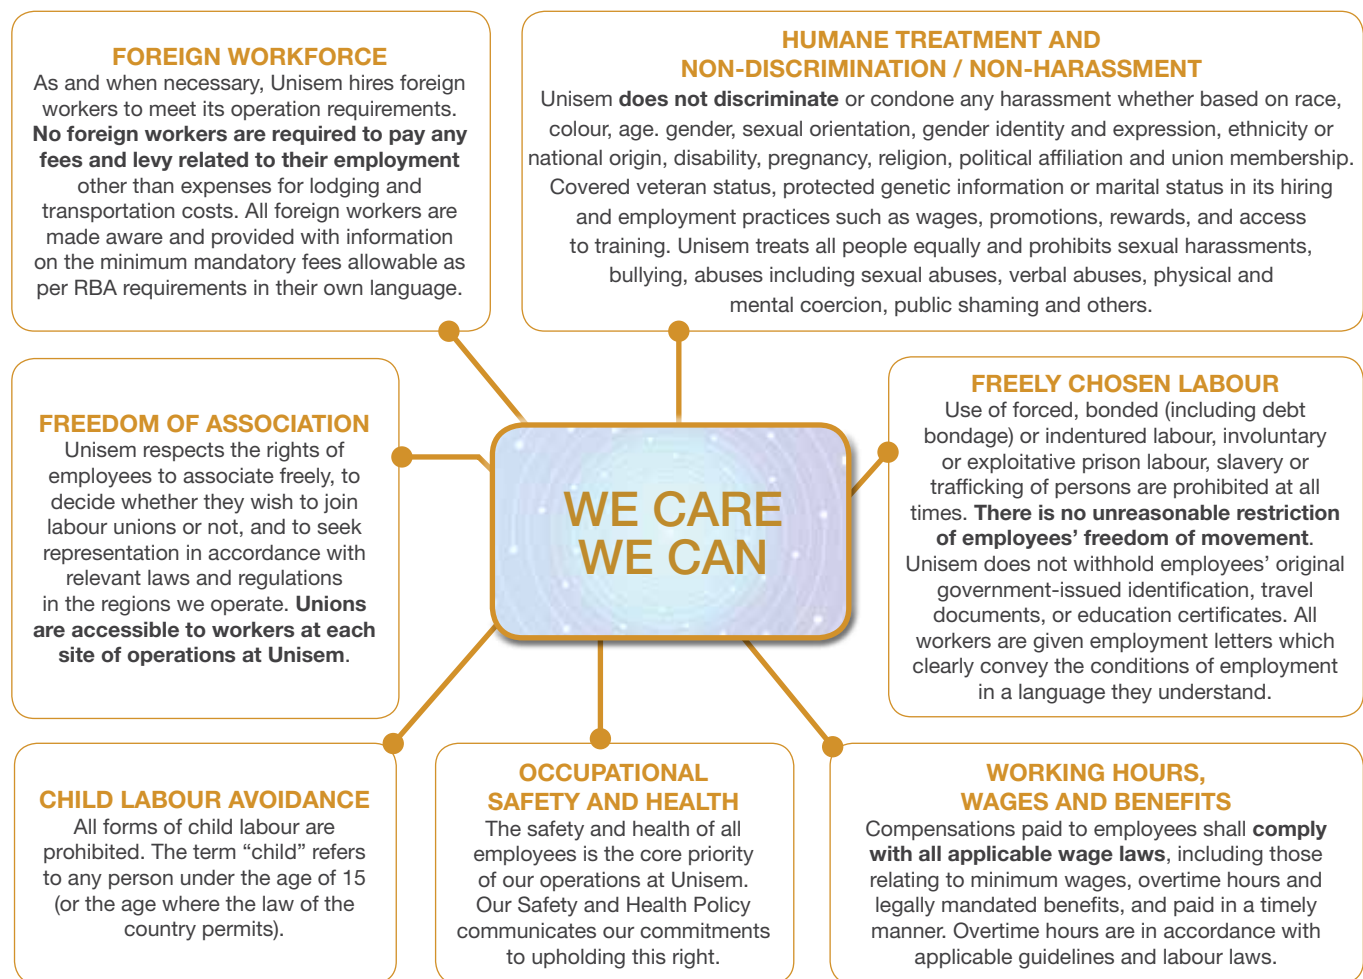 FOREIGN WORKFORCE
As and when necessary, Unisem hires foreign
workers to meet its operation requirements.
No foreign workers are required to pay any
fees and levy related to their employment
other than expenses for lodging and
transportation costs. All foreign workers are
made aware and provided with information
on the minimum mandatory fees allowable as
per RBA requirements in their own language.
HUMANE TREATMENT AND
NON-DISCRIMINATION / NON-HARASSMENT
Unisem does not discriminate or condone any harassment whether based on race,
colour, age. gender, sexual orientation, gender identity and expression, ethnicity or
national origin, disability, pregnancy, religion, political affiliation and union membership.
Covered veteran status, protected genetic information or marital status in its hiring
and employment practices such as wages, promotions, rewards, and access
to training. Unisem treats all people equally and prohibits sexual harassments,
bullying, abuses including sexual abuses, verbal abuses, physical and
mental coercion, public shaming and others.
FREEDOM OF ASSOCIATION
Unisem respects the rights of
employees to associate freely, to
decide whether they wish to join
labour unions or not, and to seek
representation in accordance with
relevant laws and regulations
in the regions we operate. Unions
are accessible to workers at each
site of operations at Unisem.
WE CARE
WE CAN
FREELY CHOSEN LABOUR
Use of forced, bonded (including debt
bondage) or indentured labour, involuntary
or exploitative prison labour, slavery or
trafficking of persons are prohibited at all
times. There is no unreasonable restriction
of employees' freedom of movement.
Unisem does not withhold employees' original
government-issued identification, travel
documents, or education certificates. All
workers are given employment letters which
clearly convey the conditions of employment
in a language they understand.
CHILD LABOUR AVOIDANCE
All forms of child labour are
prohibited. The term “child” refers
to any person under the age of 15
(or the age where the law of the
country permits).
OCCUPATIONAL
SAFETY AND HEALTH
The safety and health of all
employees is the core priority
of our operations at Unisem.
Our Safety and Health Policy
communicates our commitments
to upholding this right.
WORKING HOURS,
WAGES AND BENEFITS
Compensations paid to employees shall comply
with all applicable wage laws, including those
relating to minimum wages, overtime hours and
legally mandated benefits, and paid in a timely
manner. Overtime hours are in accordance with
applicable guidelines and labour laws.